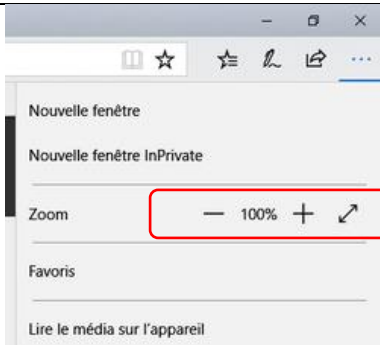 Nouvelle fenêtre
Nouvelle fenêtre InPrivate
Zoom — 100% +
Favoris
Lire le média sur l'appareil